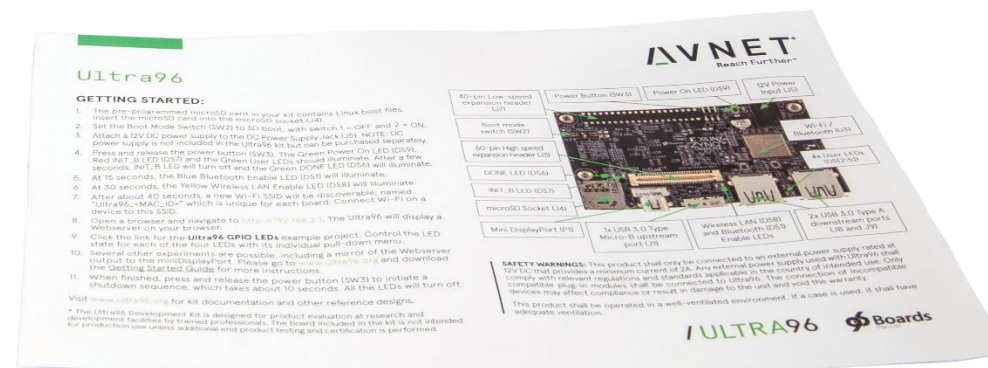 Ultra96
GETTING STARTED:
1. The pre-programmed microSD card in your kit contains Linux boot files.
Insert the microSD card into the microSD socket (J4).
2. Set the Boot Mode Switch (SW2) to SD boot, with switch 1 = OFF and 2 = ON.
3. Attach a 12V DC power supply to the DC Power Supply Jack (J5). NOTE: DC
power supply is not included in the Ultra96 kit but can be purchased separately.
4. Press and release the power button (SW3). The Green Power On LED (DS9),
Red INIT_B LED (DS7) and the Green User LEDs should illuminate. After a few
seconds, INIT_B LED will turn off and the Green DONE LED (DS6) will illuminate.
5. At 15 seconds, the Blue Bluetooth Enable LED (DS1) will illuminate.
6. At 30 seconds, the Yellow Wireless LAN Enable LED (DS8) will illuminate.
7. After about 40 seconds, a new Wi-Fi SSID will be discoverable, named
"Ultra96_<MAC_ID>" which is unique for each board. Connect Wi-Fi on a
device to this SSID.
8. Open a browser and navigate to http://192.168.2.1. The Ultra96 will display a
Webserver on your browser.
9. Click the link for the Ultra96 GPIO LEDs example project. Control the LED
state for each of the four LEDs with its individual pull-down menu.
10. Several other experiments are possible, including a mirror of the Webserver
output to the miniDisplayPort. Please go to www.ultra96.org and download
the Getting Started Guide for more instructions.
11. When finished, press and release the power button (SW3) to initiate a
shutdown sequence, which takes about 10 seconds. All the LEDs will turn off.
Visit www.ultra96.org for kit documentation and other reference designs.
* The Ultra96 Development Kit is designed for product evaluation at research and
development facilities by trained professionals. The board included in the kit is not intended
for production use unless additional end product testing and certification is performed.
AVNET
Reach Further™
40-pin Low-speed
expansion header
(J7)
Power Button (SW3)
Power On LED (DS9)
12V Power
Input (J5)
Boot mode
switch (SW2)
Wi-Fi /
Bluetooth (U3)
60-pin High speed
expansion header (J3)
4x User LEDs
(DS2:5)
DONE LED (DS6)
INIT_B LED (DS7)
microSD Socket (J4)
Mini DisplayPort (P1)
1x USB 3.0 Type
Micro-B upstream
port (J1)
Wireless LAN (DS8)
and Bluetooth (DS1)
Enable LEDs
2x USB 3.0 Type A
downstream ports
(J8 and J9)
SAFETY WARNINGS: This product shall only be connected to an external power supply rated at
12V DC that provides a minimum current of 2A. Any external power supply used with Ultra96 shall
comply with relevant regulations and standards applicable in the country of intended use. Only
compatible plug-in modules shall be connected to Ultra96. The connection of incompatible
devices may affect compliance or result in damage to the unit and void the warranty.
This product shall be operated in a well-ventilated environment. If a case is used, it shall have
adequate ventilation.
/ULTRA96
96Boards